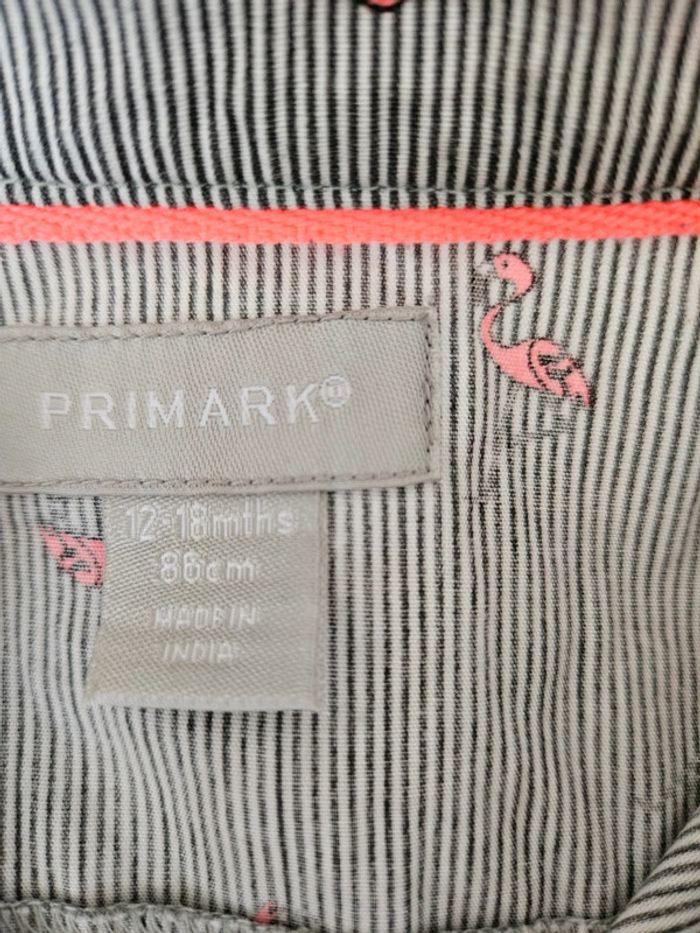 PRIMARK®
12-18mths
86cm
MADE IN
INDIA